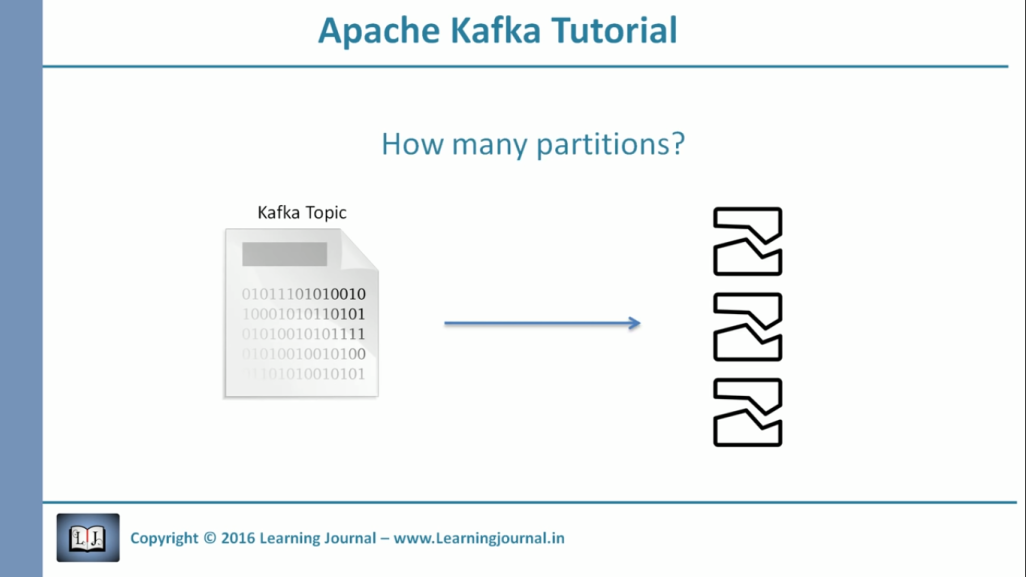 Apache Kafka Tutorial
How many partitions?
Kafka Topic
01011101010010
10001010110101
01010010101111
01010010010100
01101010010101
L J
Copyright © 2016 Learning Journal – www.Learningjournal.in